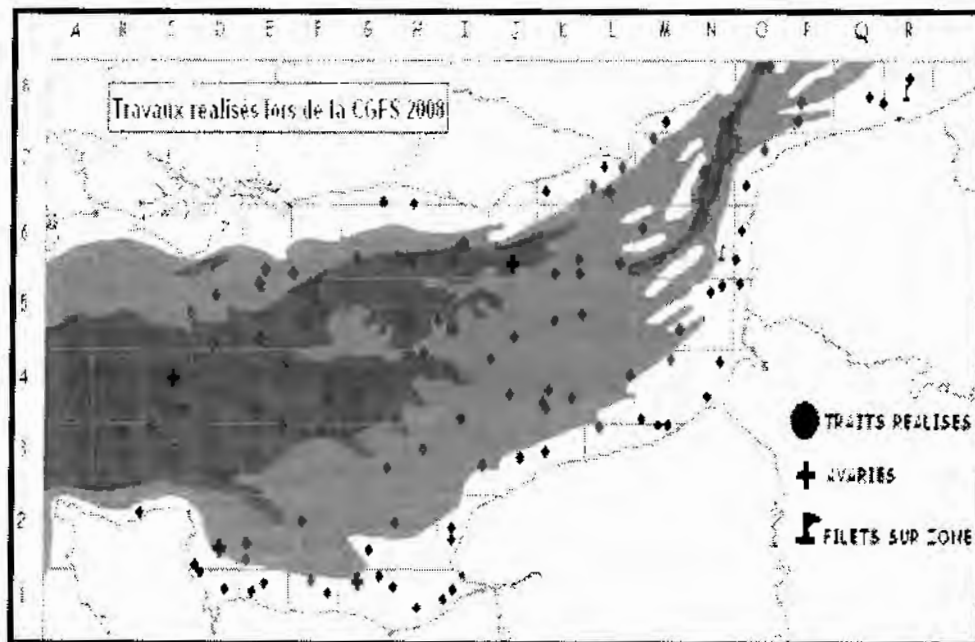 A B C D E F G H I J K L M N O P Q R
Travaux réalisés lors de la CGFS 2008
8
7
6
5
4
3
2
1
TRAITS REALISES
AVARIES
FILETS SUR ZONE